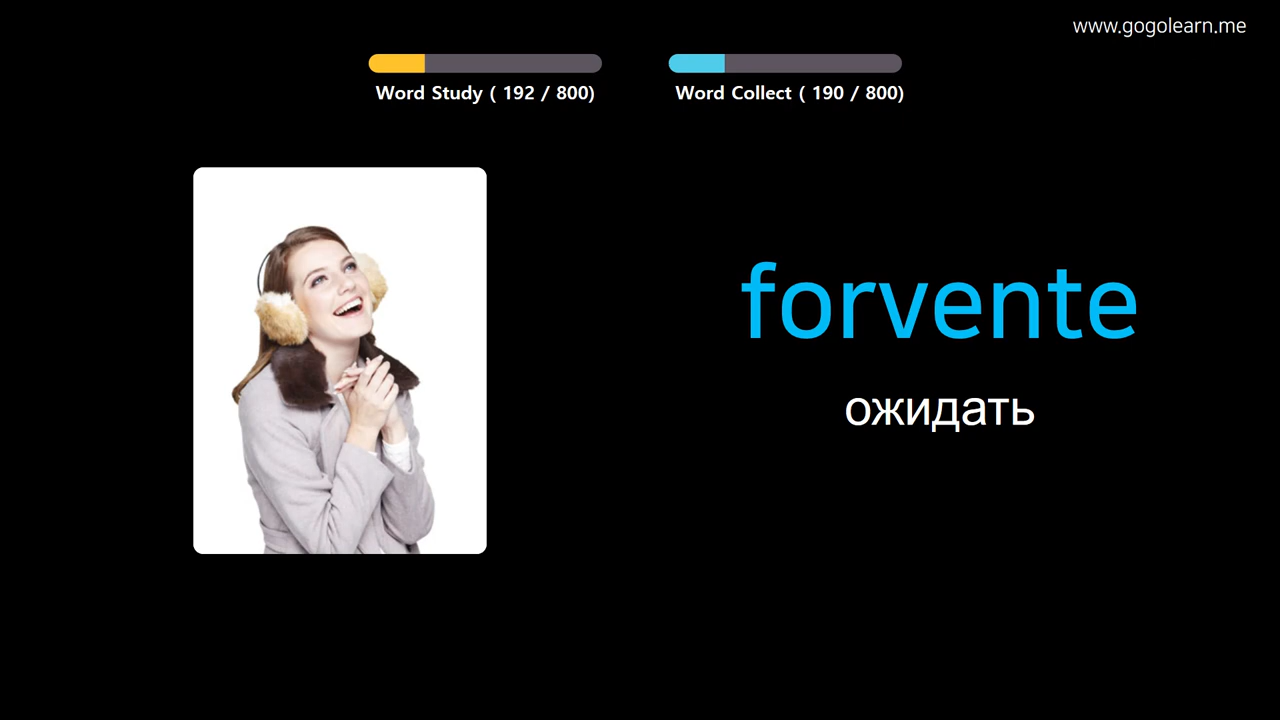 www.gogolearn.me
Word Study ( 192 / 800)
Word Collect ( 190 / 800)
forvente
ожидать